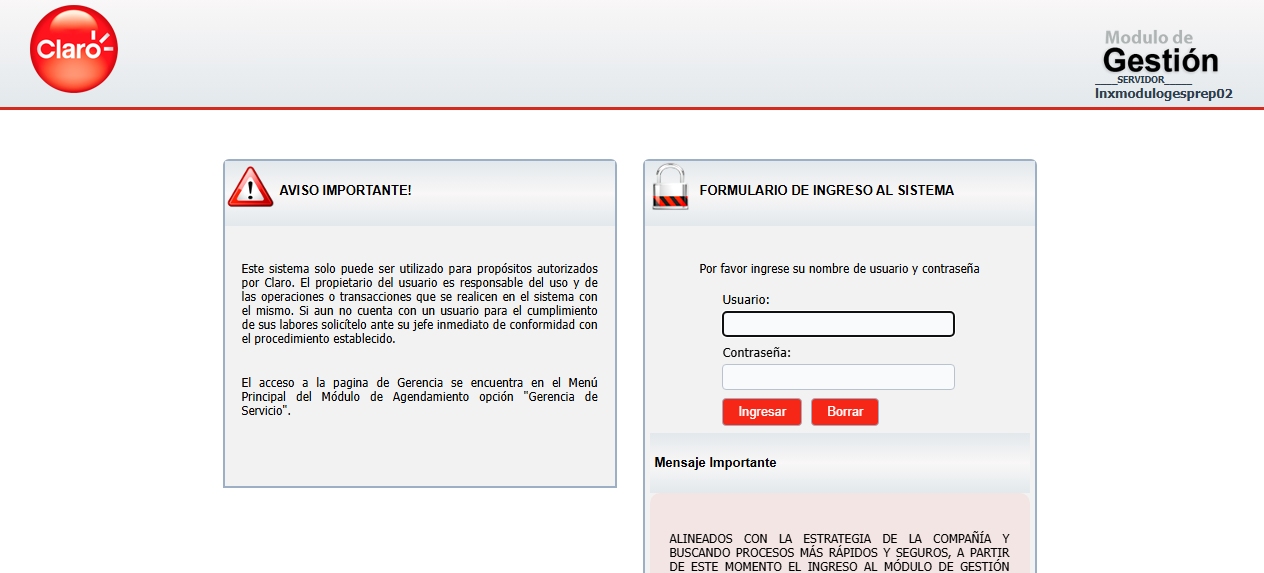 Claro
Modulo de
Gestión
____SERVIDOR_____
lnxmodulogesprep02
AVISO IMPORTANTE!
Este sistema solo puede ser utilizado para propósitos autorizados
por Claro. El propietario del usuario es responsable del uso y de
las operaciones o transacciones que se realicen en el sistema con
el mismo. Si aun no cuenta con un usuario para el cumplimiento
de sus labores solicítelo ante su jefe inmediato de conformidad con
el procedimiento establecido.
El acceso a la pagina de Gerencia se encuentra en el Menú
Principal del Módulo de Agendamiento opción "Gerencia de
Servicio".
FORMULARIO DE INGRESO AL SISTEMA
Por favor ingrese su nombre de usuario y contraseña
Usuario:
Contraseña:
Ingresar Borrar
Mensaje Importante
ALINEADOS CON LA ESTRATEGIA DE LA COMPAÑÍA Y
BUSCANDO PROCESOS MÁS RÁPIDOS Y SEGUROS, A PARTIR
DE ESTE MOMENTO EL INGRESO AL MÓDULO DE GESTIÓN